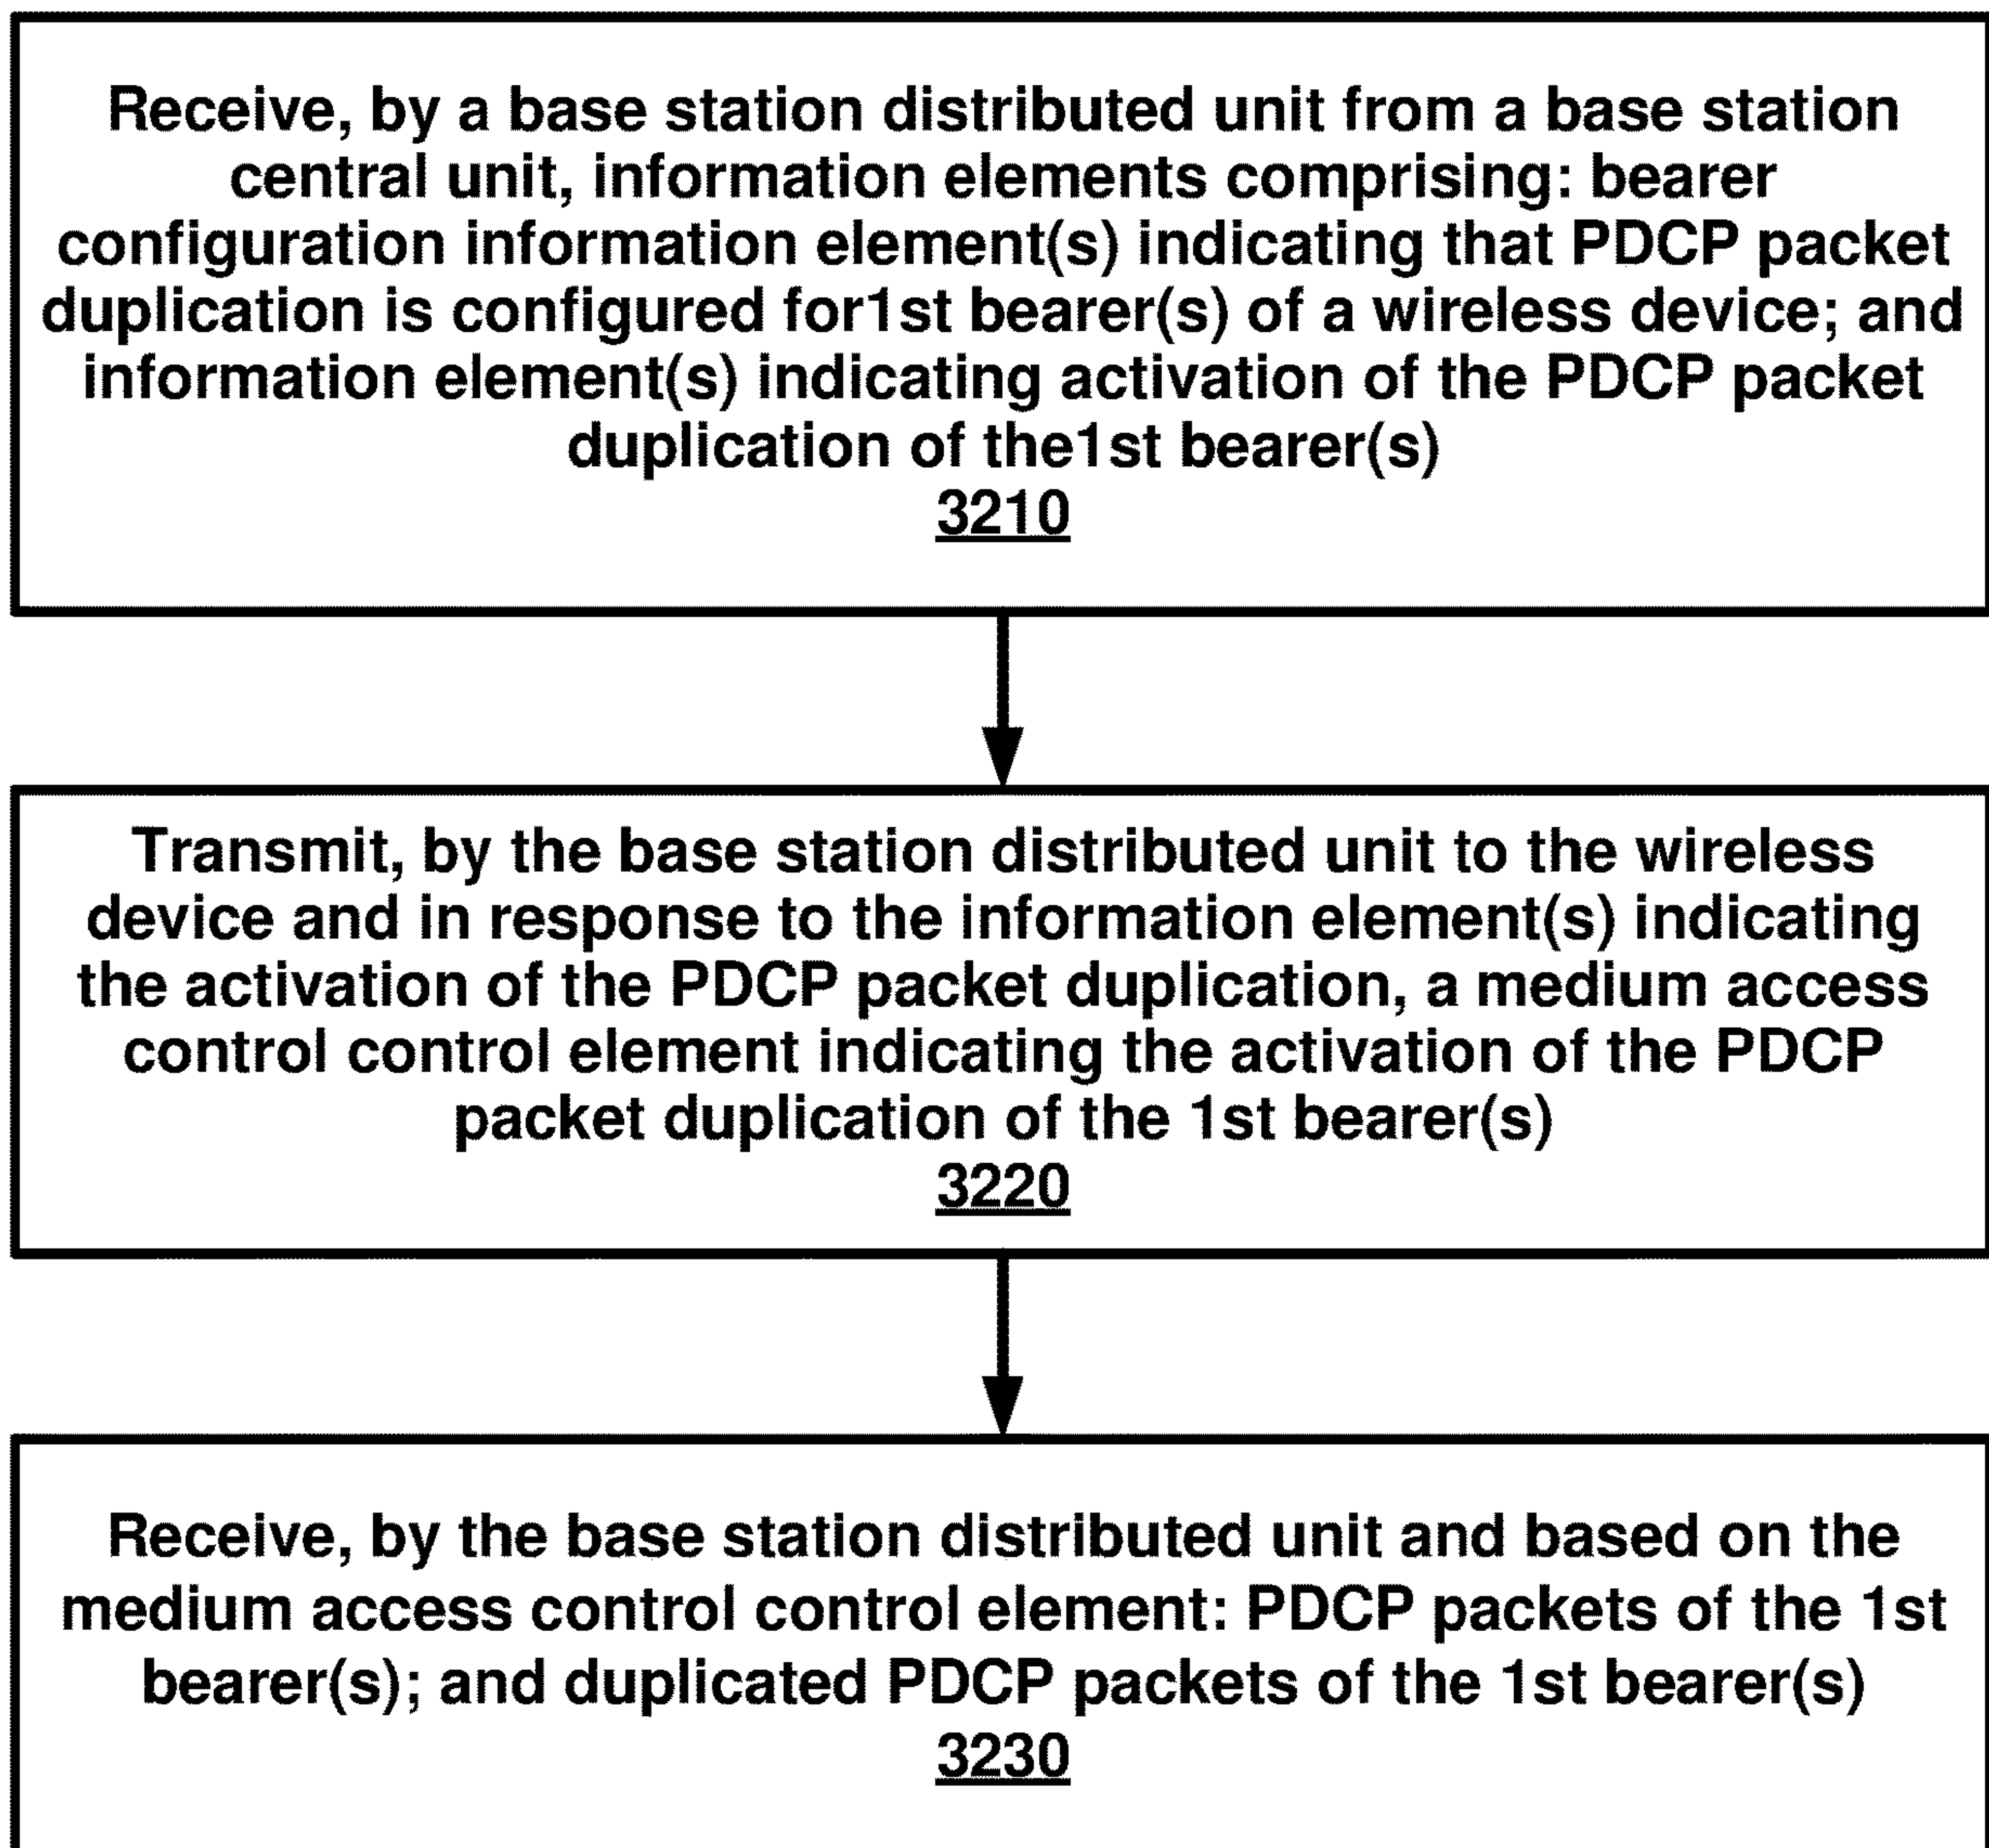 Receive, by a base station distributed unit from a base station
central unit, information elements comprising: bearer
configuration information element(s) indicating that PDCP packet
duplication is configured for1st bearer(s) of a wireless device; and
information element(s) indicating activation of the PDCP packet
duplication of the1st bearer(s)
3210
Transmit, by the base station distributed unit to the wireless
device and in response to the information element(s) indicating
the activation of the PDCP packet duplication, a medium access
control control element indicating the activation of the PDCP
packet duplication of the 1st bearer(s)
3220
Receive, by the base station distributed unit and based on the
medium access control control element: PDCP packets of the 1st
bearer(s); and duplicated PDCP packets of the 1st bearer(s)
3230